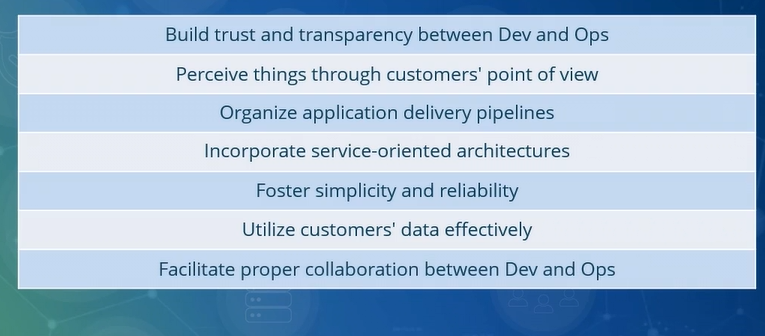 Build trust and transparency between Dev and Ops
Perceive things through customers' point of view
Organize application delivery pipelines
Incorporate service-oriented architectures
Foster simplicity and reliability
Utilize customers' data effectively
Facilitate proper collaboration between Dev and Ops